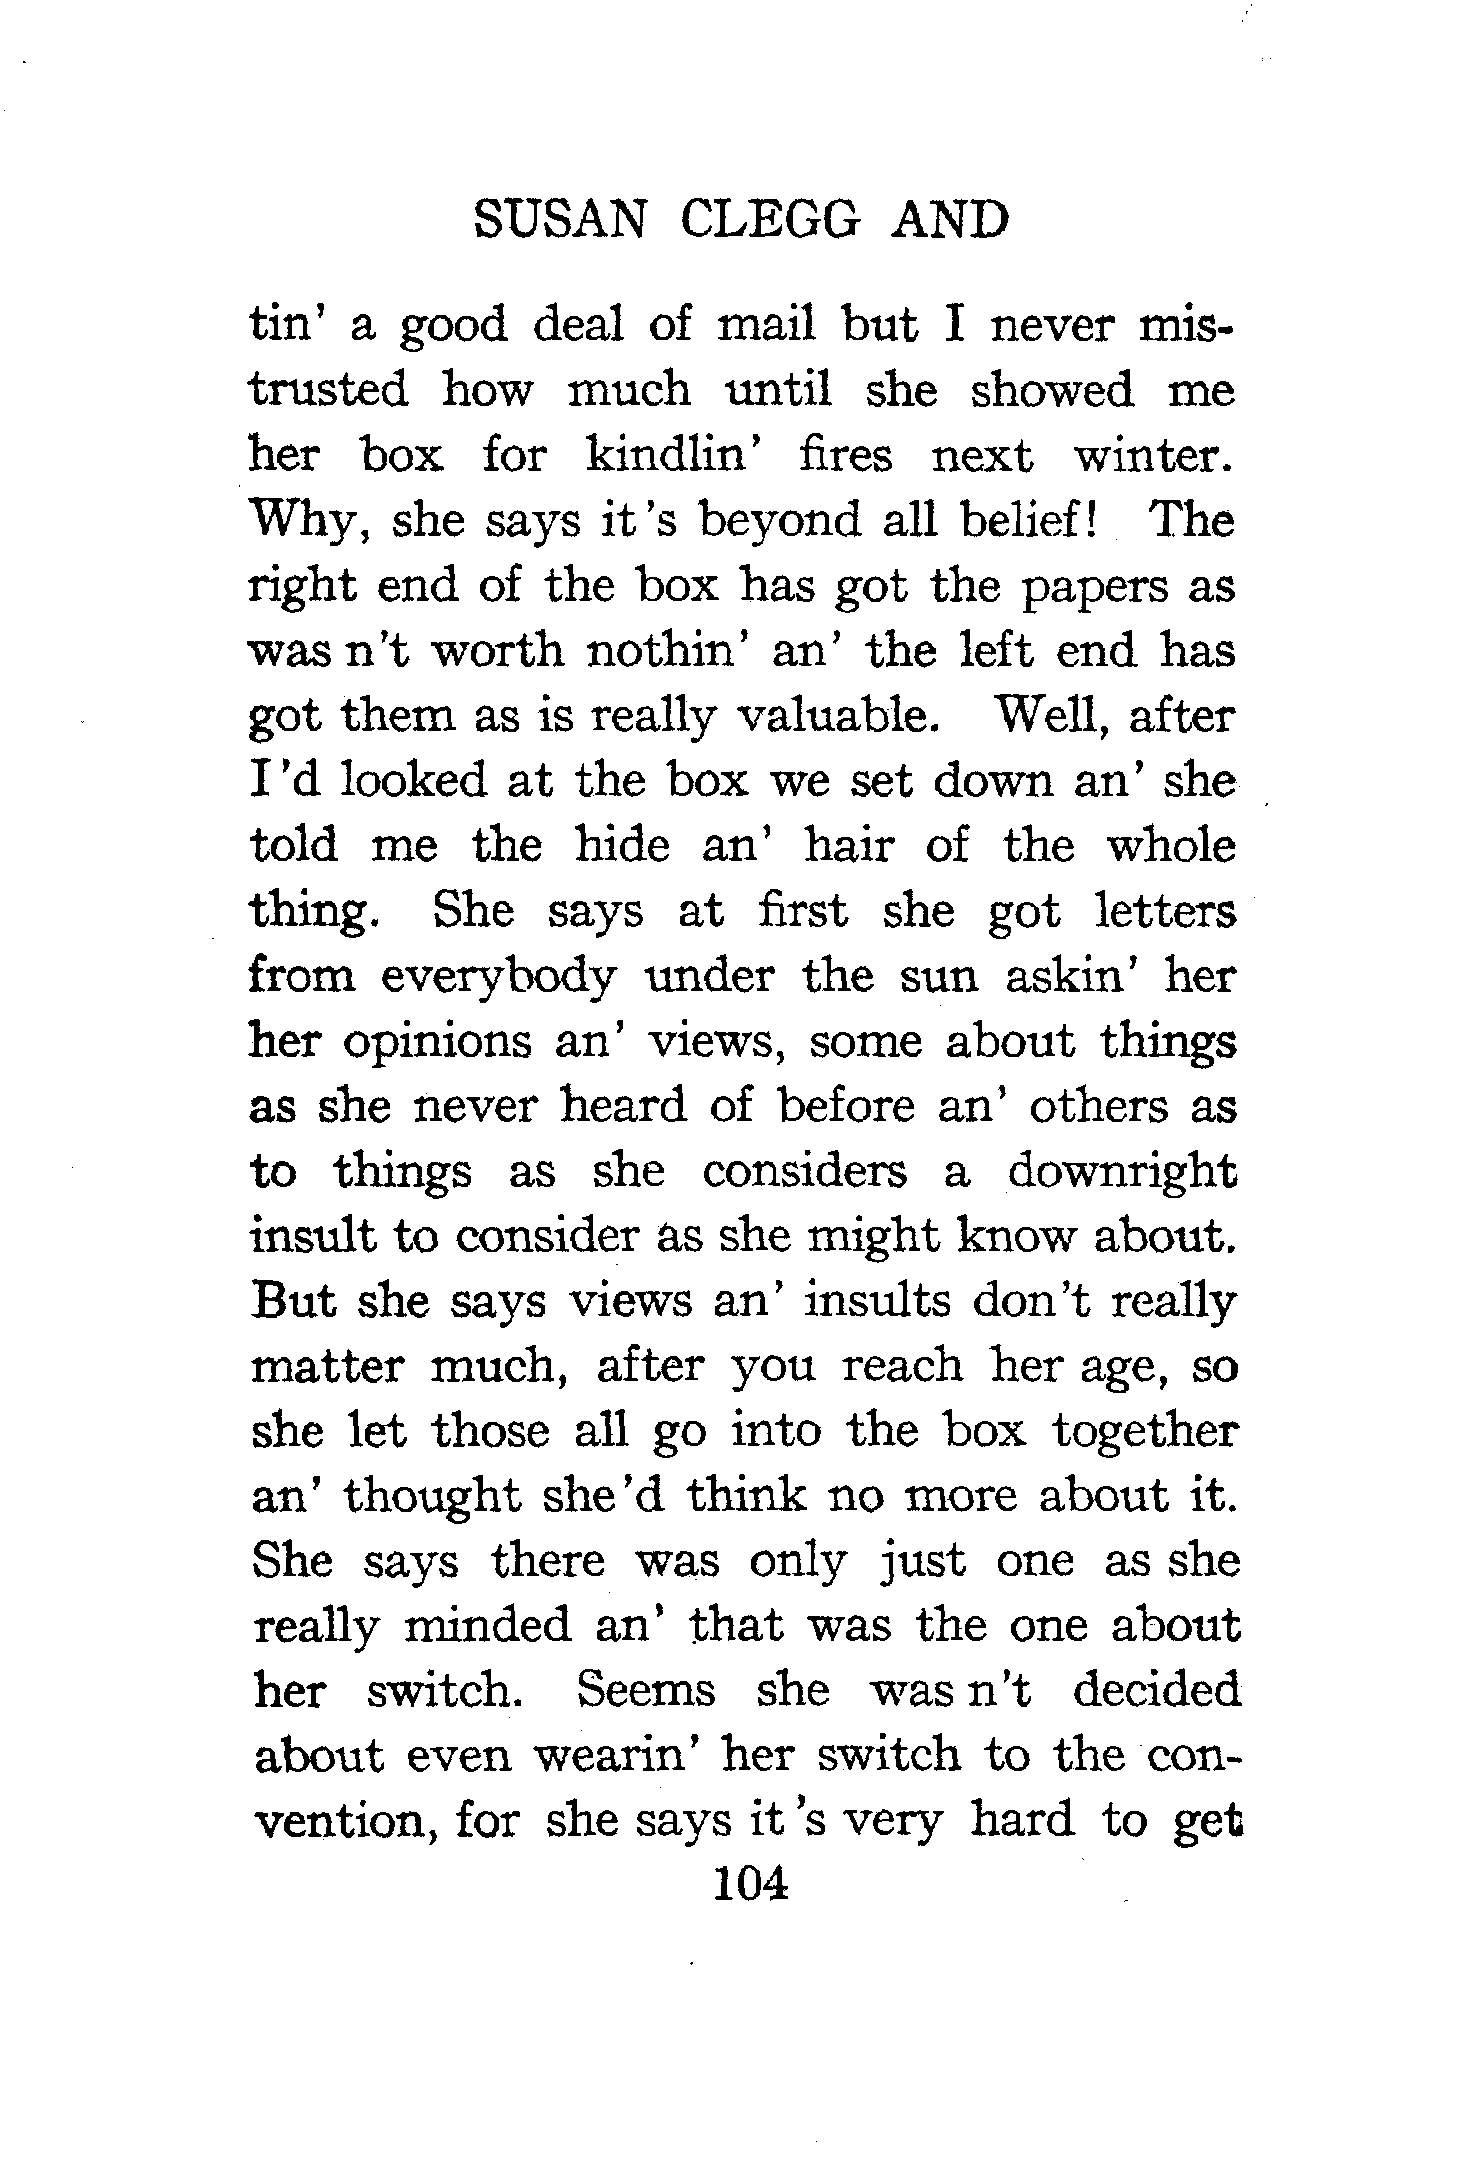 SUSAN CLEGG AND
tin' a good deal of mail but I never mis-
trusted how much until she showed me
her box for kindlin' fires next winter.
Why, she says it 's beyond all belief! The
right end of the box has got the papers as
was n't worth nothin' an' the left end has
got them as is really valuable. Well, after
I 'd looked at the box we set down an' she
told me the hide an' hair of the whole
thing. She says at first she got letters
from everybody under the sun askin' her
her opinions an' views, some about things
as she never heard of before an' others as
to things as she considers a downright
insult to consider as she might know about.
But she says views an' insults don't really
matter much, after you reach her age, so
she let those all go into the box together
an' thought she 'd think no more about it.
She says there was only just one as she
really minded an' that was the one about
her switch. Seems she was n't decided
about even wearin' her switch to the con-
vention, for she says it 's very hard to get
104